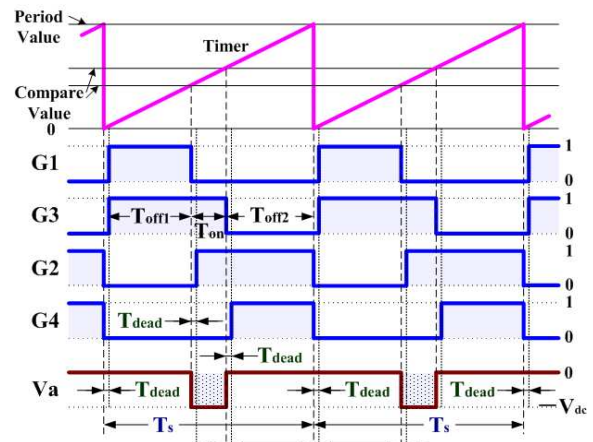 Period
Value
Timer
Compare
Value
0
G1
1
0
G3
Toff1
Ton
Toff2
1
0
G2
1
0
G4
Tdead
1
0
Tdead
Va
Tdead
Tdead
Tdead
0
Vdc
Ts
Ts